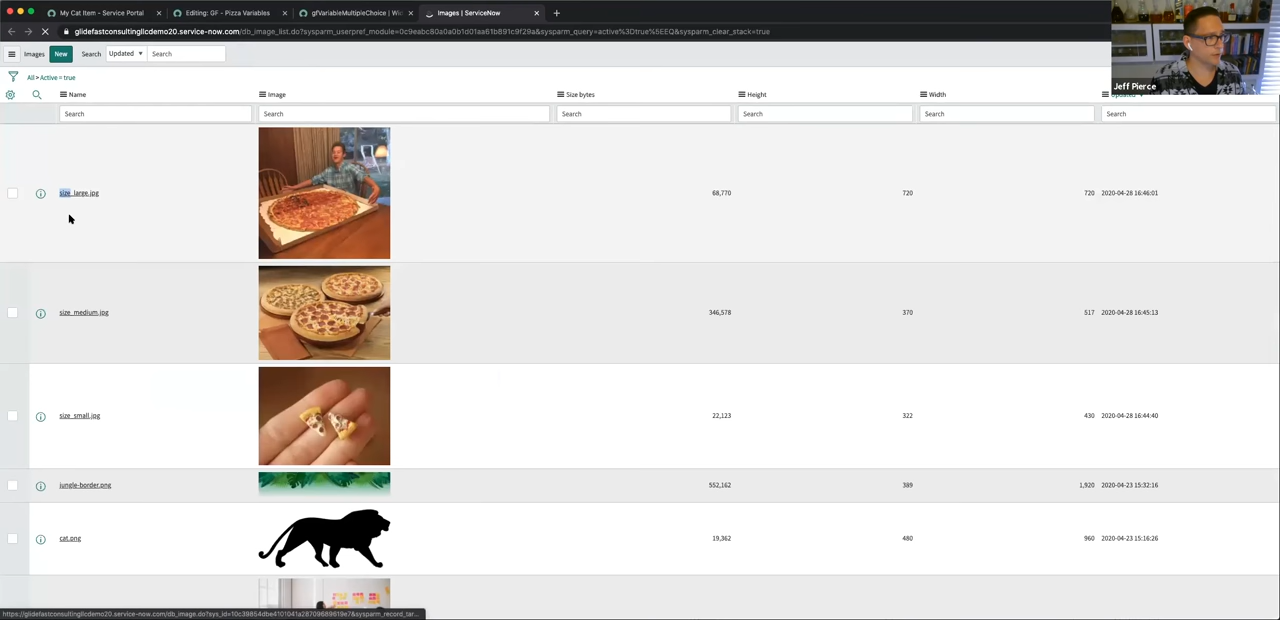 My Cat Item - Service Portal
Editing: GF - Pizza Variables
gfVariableMultipleChoice | Wi
Images | ServiceNow
glidefastconsultingllcdemo20.service-now.com/db_image_list.do?sysparm_userpref_module=0c9eabc80a0a0b1d01aa61b891c9f29a&sysparm_query=active%3Dtrue%5EEQ&sysparm_clear_stack=true
Images New Search Updated Search
All > Active = true
Name Image Size bytes Height Width Updated
Search Search Search Search Search Search
size_large.jpg 68,770 720 720 2020-04-28 16:46:01
size_medium.jpg 346,578 370 517 2020-04-28 16:45:13
size_small.jpg 22,123 322 430 2020-04-28 16:44:40
jungle-border.png 552,162 389 1,920 2020-04-23 15:32:16
cat.png 19,362 480 960 2020-04-23 15:16:26
Jeff Pierce